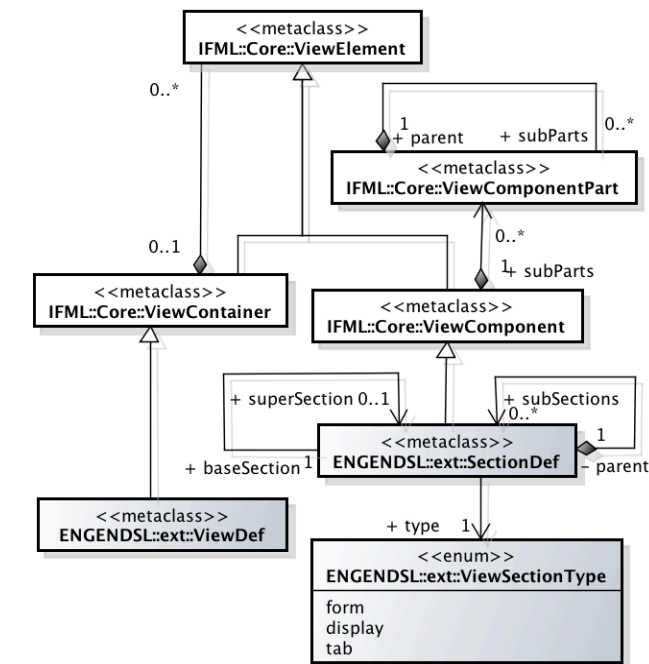 <<metaclass>>
IFML::Core::ViewElement
0..*
1
+ parent
+ subParts
0..*
<<metaclass>>
IFML::Core::ViewComponentPart
0..1
0..*
1
+ subParts
<<metaclass>>
IFML::Core::ViewContainer
<<metaclass>>
IFML::Core::ViewComponent
+ superSection 0..1
+ subSections
0..*
<<metaclass>>
ENGENDSL::ext::SectionDef
1
+ baseSection 1
- parent
<<metaclass>>
ENGENDSL::ext::ViewDef
+ type 1
<<enum>>
ENGENDSL::ext::ViewSectionType
form
display
tab